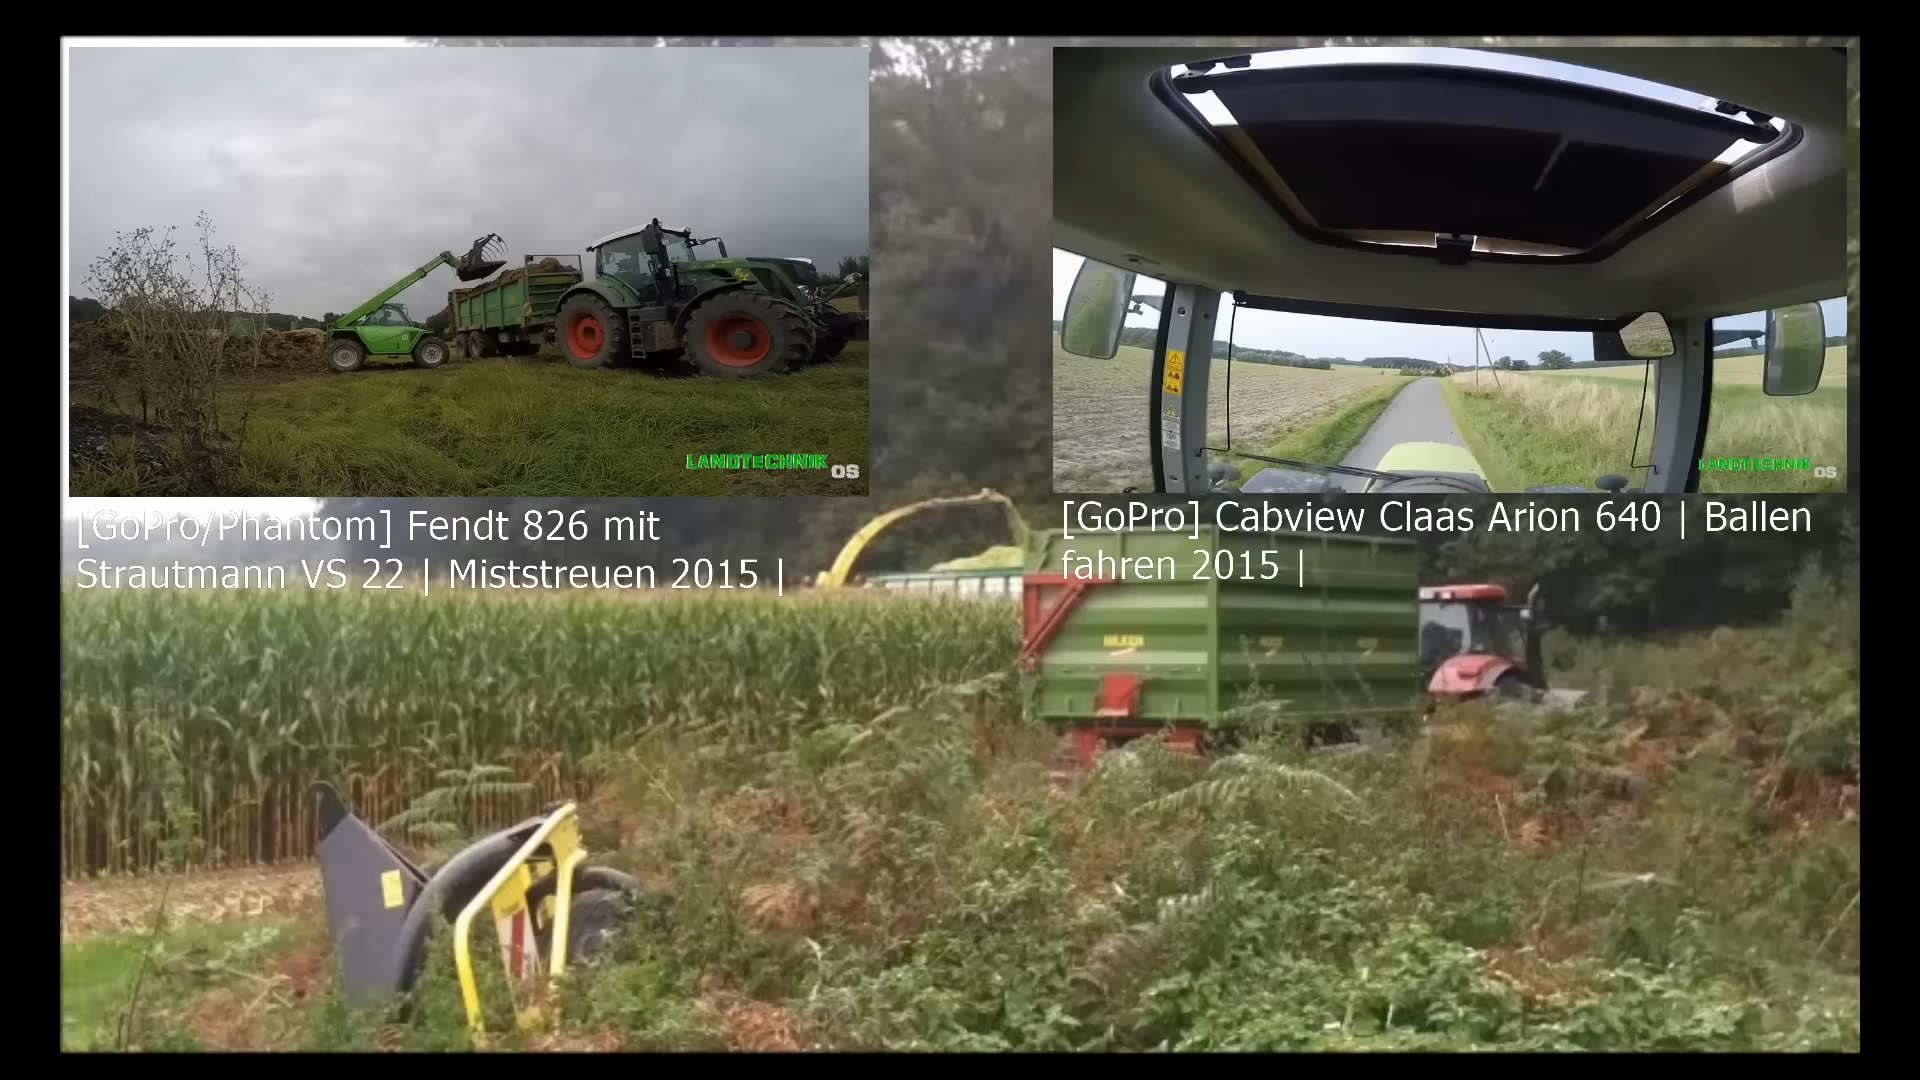 LANDTECHNIK OS
[GoPro/Phantom] Fendt 826 mit
Strautmann VS 22 | Miststreuen 2015 |
LANDTECHNIK OS
[GoPro] Cabview Claas Arion 640 | Ballen
fahren 2015 |